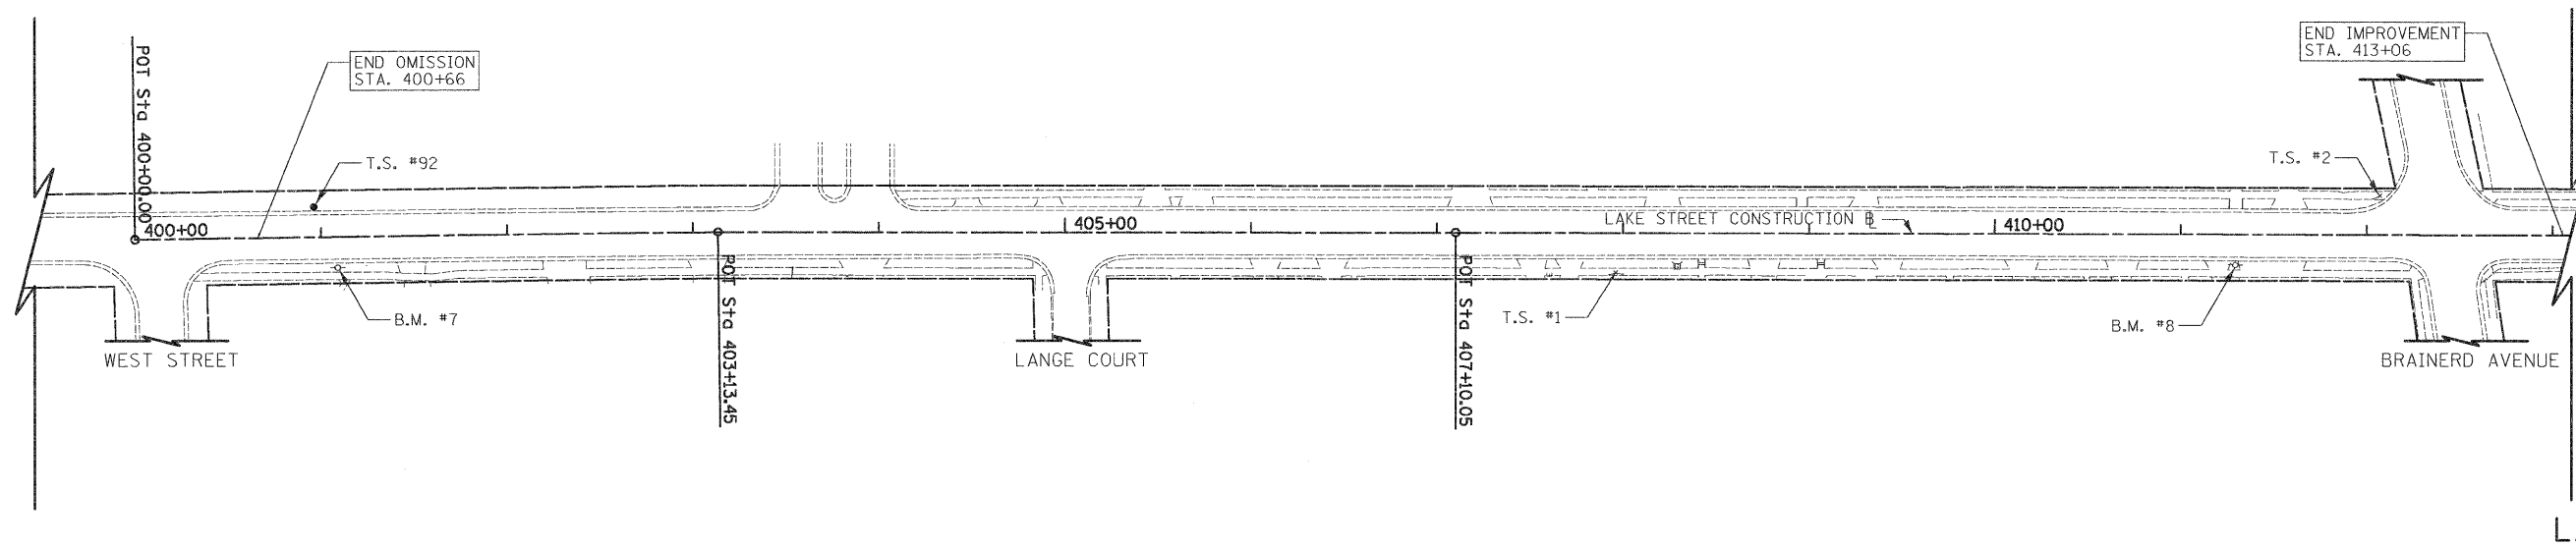 END OMISSION
STA. 400+66
END IMPROVEMENT
STA. 413+06
POT Sta 400+00.00
T.S. #92
T.S. #2
400+00
405+00
LAKE STREET CONSTRUCTION ℄
410+00
B.M. #7
POT Sta 403+13.45
POT Sta 407+10.05
T.S. #1
B.M. #8
WEST STREET
LANGE COURT
BRAINERD AVENUE